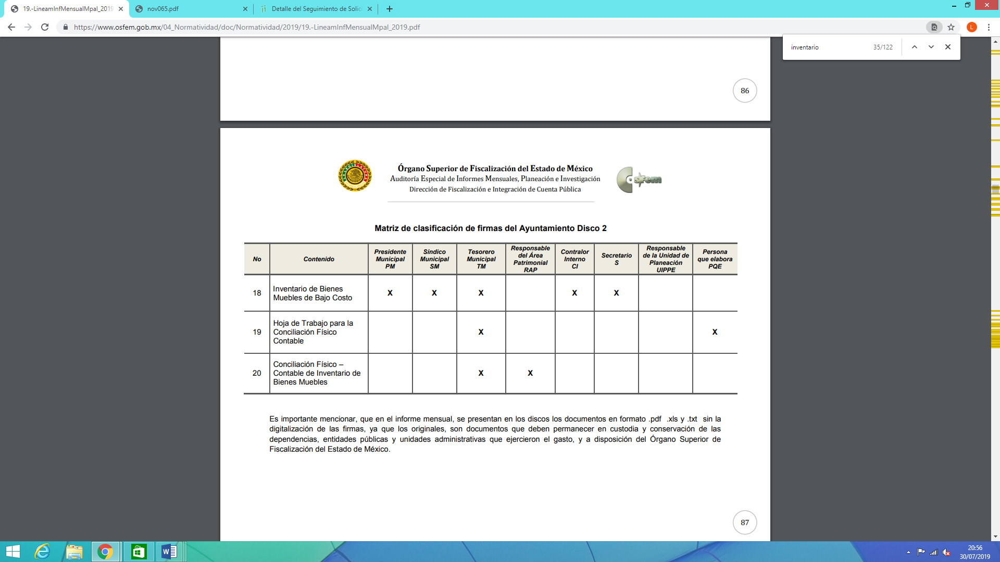 19.-LineamInfMensualMpal_2019
nov065.pdf
Detalle del Seguimiento de Solic
https://www.osfem.gob.mx/04_Normatividad/doc/Normatividad/2019/19.-LineamInfMensualMpal_2019.pdf
L
inventario 35/122
86
Órgano Superior de Fiscalización del Estado de México
Auditoría Especial de Informes Mensuales, Planeación e Investigación
Dirección de Fiscalización e Integración de Cuenta Pública
osfem
Matriz de clasificación de firmas del Ayuntamiento Disco 2
No
Contenido
Presidente
Municipal
PM
Síndico
Municipal
SM
Tesorero
Municipal
TM
Responsable
del Área
Patrimonial
RAP
Contralor
Interno
CI
Secretario
S
Responsable
de la Unidad de
Planeación
UIPPE
Persona
que elabora
PQE
18
Inventario de Bienes
Muebles de Bajo Costo
X X X X X
19
Hoja de Trabajo para la
Conciliación Físico
Contable
X X
20
Conciliación Físico –
Contable de Inventario de
Bienes Muebles
X X
Es importante mencionar, que en el informe mensual, se presentan en los discos los documentos en formato .pdf .xls y .txt sin la
digitalización de las firmas, ya que los originales, son documentos que deben permanecer en custodia y conservación de las
dependencias, entidades públicas y unidades administrativas que ejercieron el gasto, y a disposición del Órgano Superior de
Fiscalización del Estado de México.
87
20:56
30/07/2019